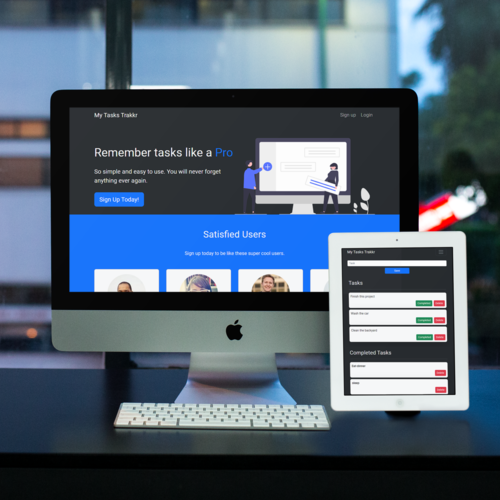 My Tasks Trakkr
Sign up Login
Remember tasks like a Pro
So simple and easy to use. You will never forget
anything ever again.
Sign Up Today!
Satisfied Users
Sign up today to be like these super cool users.
My Tasks Trakkr
Tasks
Finish the project
Completed Delete
Wash the car
Completed Delete
Clean the backyard
Completed Delete
Completed Tasks
Eat dinner
Delete
Delete